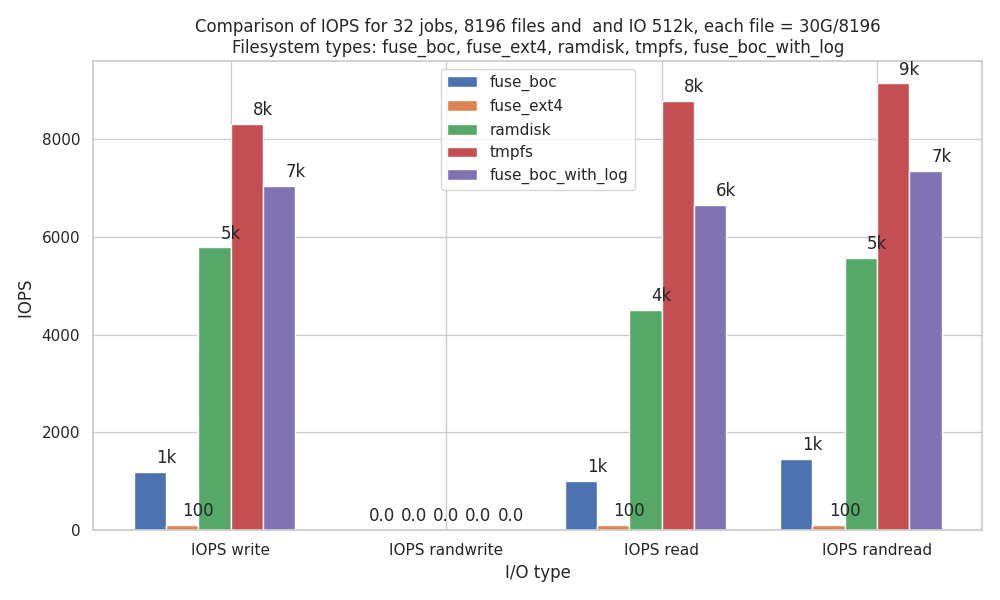 Comparison of IOPS for 32 jobs, 8196 files and  and IO 512k, each file = 30G/8196
Filesystem types: fuse_boc, fuse_ext4, ramdisk, tmpfs, fuse_boc_with_log
fuse_boc
fuse_ext4
ramdisk
tmpfs
fuse_boc_with_log
IOPS
8000
6000
4000
2000
0
1k
100
5k
8k
7k
0.0 0.0 0.0 0.0 0.0
1k
100
4k
8k
6k
1k
100
5k
9k
7k
IOPS write
IOPS randwrite
IOPS read
IOPS randread
I/O type